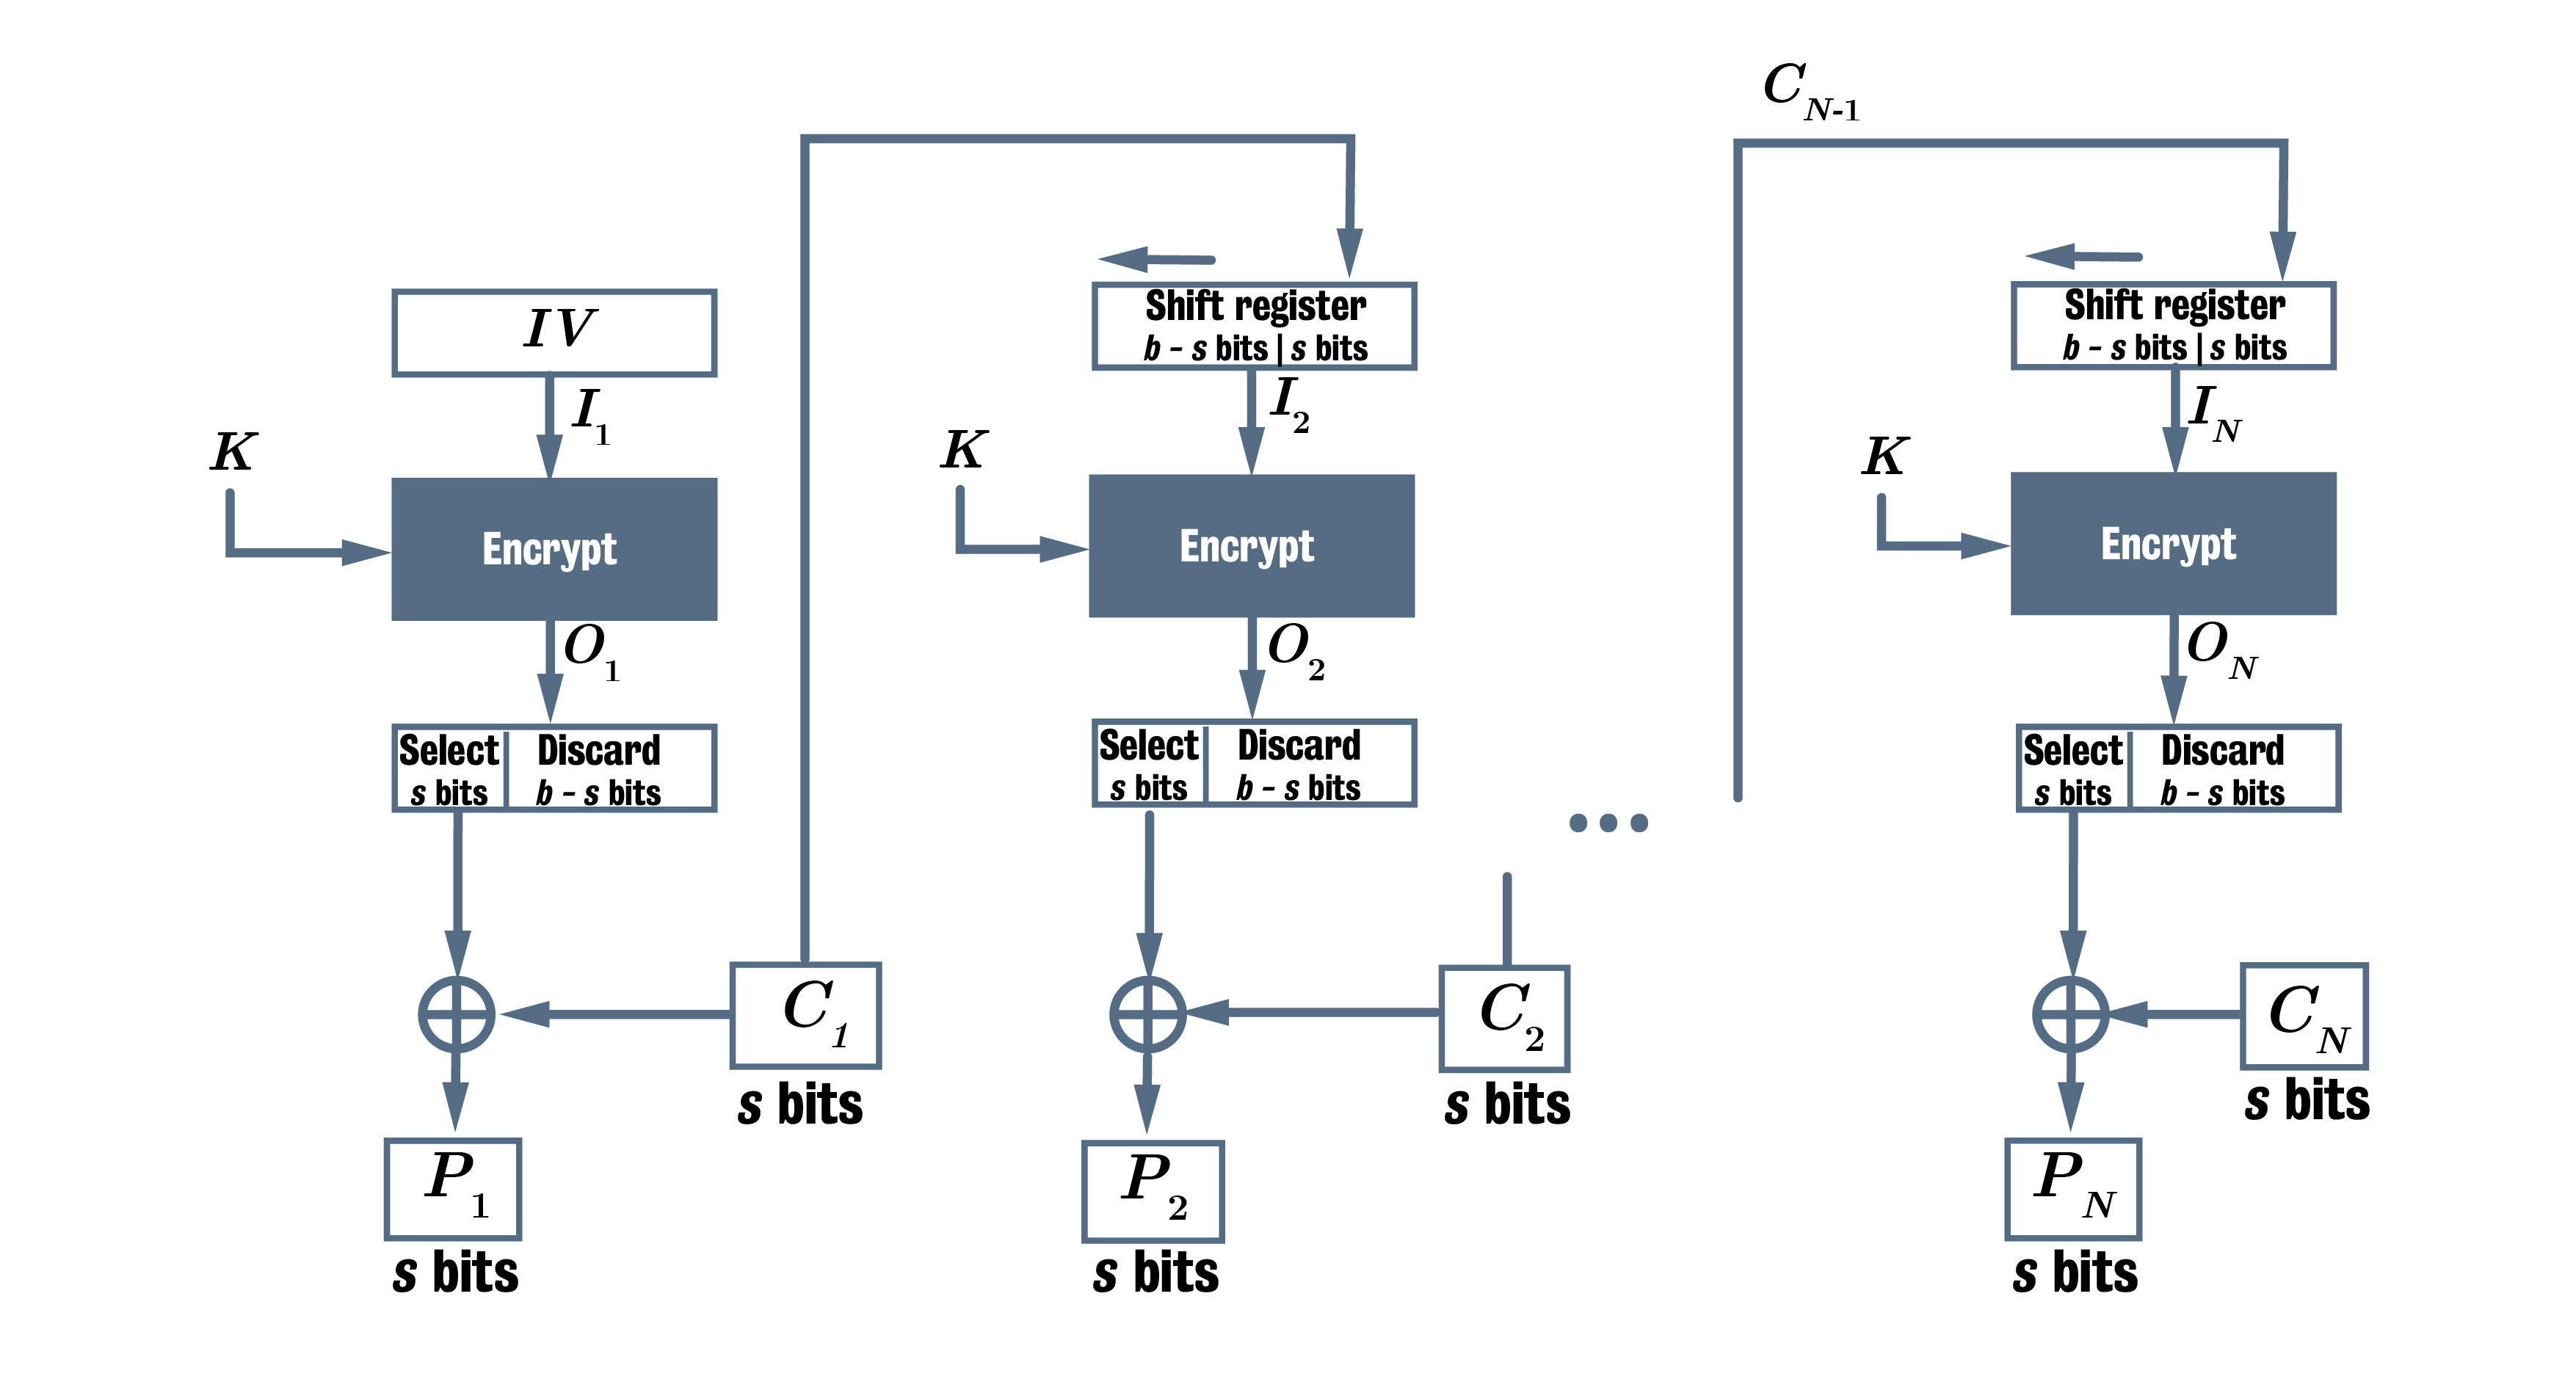 C_{N-1}
IV
I_1
K
Encrypt
O_1
Select Discard
s bits b – s bits
C_1
s bits
P_1
s bits
Shift register
b – s bits | s bits
I_2
K
Encrypt
O_2
Select Discard
s bits b – s bits
C_2
s bits
P_2
s bits
Shift register
b – s bits | s bits
I_N
K
Encrypt
O_N
Select Discard
s bits b – s bits
C_N
s bits
P_N
s bits